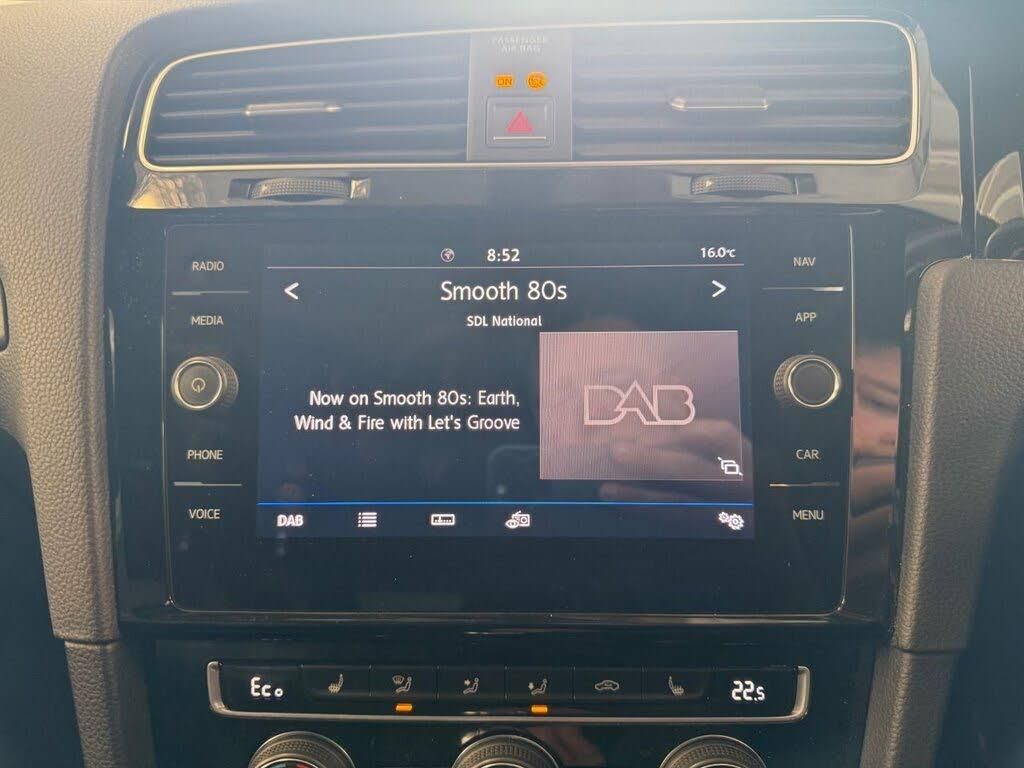 PASSENGER
AIR BAG
ON
RADIO
8:52
16.0°C
NAV
Smooth 80s
MEDIA
SDL National
APP
Now on Smooth 80s: Earth,
Wind & Fire with Let's Groove
DAB
PHONE
CAR
VOICE
DAB
MENU
Eco
22.5